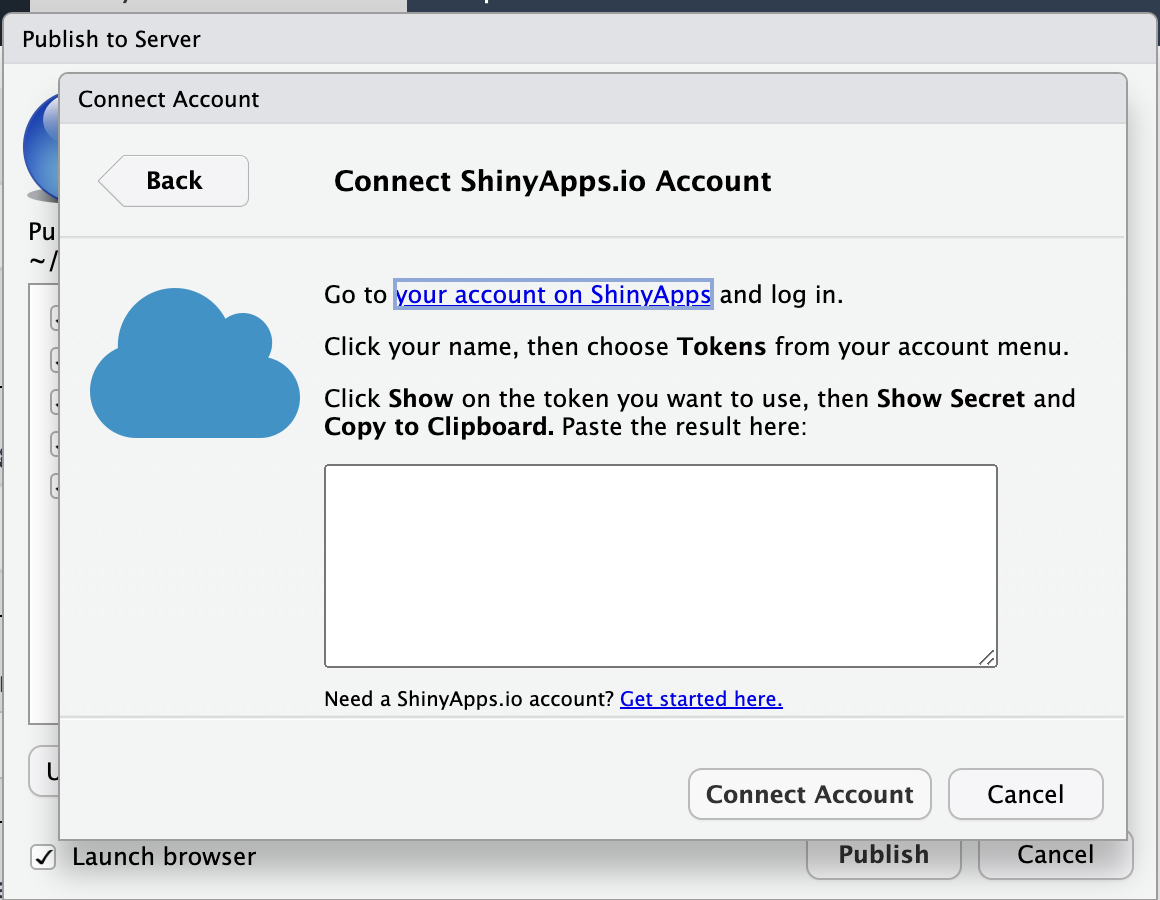 Publish to Server
Connect Account
Back
Connect ShinyApps.io Account
Pu
~/
Go to your account on ShinyApps and log in.
Click your name, then choose Tokens from your account menu.
Click Show on the token you want to use, then Show Secret and
Copy to Clipboard. Paste the result here:
Need a ShinyApps.io account? Get started here.
Connect Account
Cancel
Launch browser
Publish
Cancel